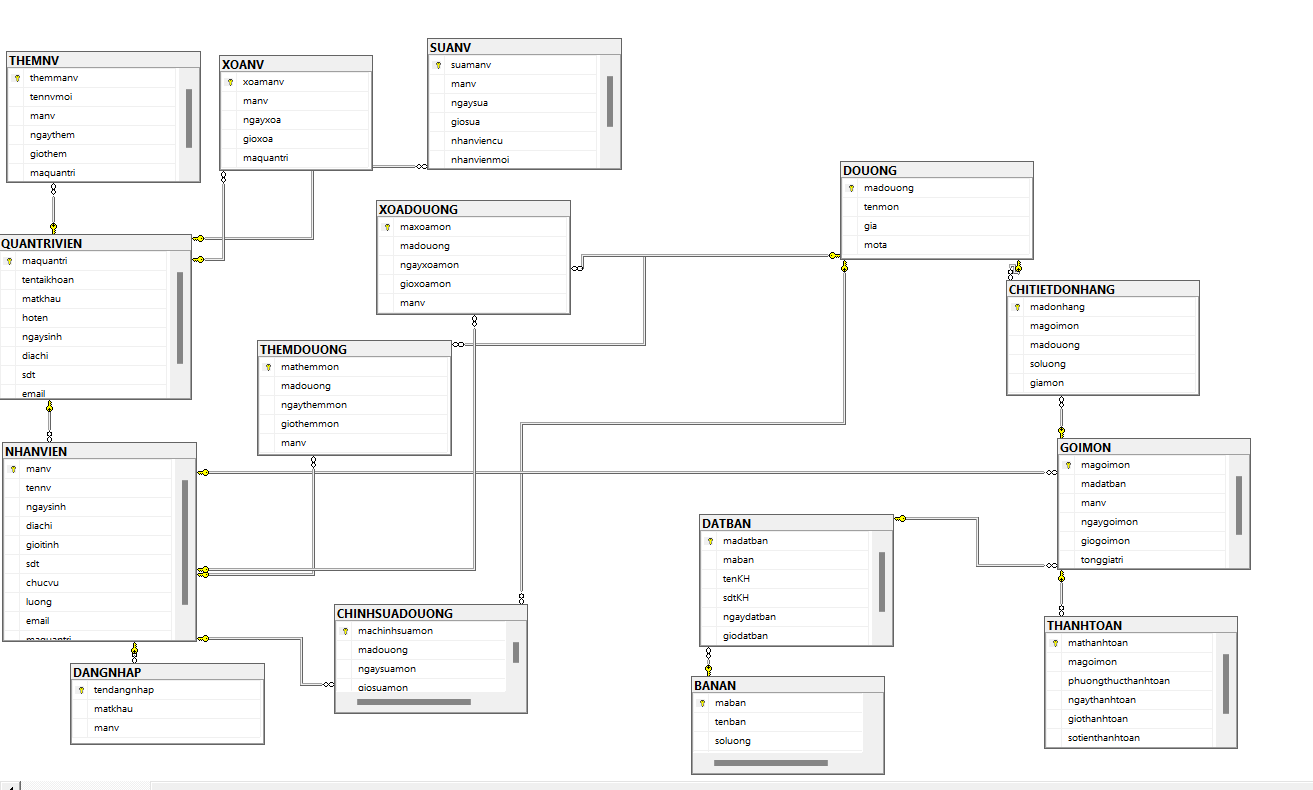 THEMNV
themmanv
tennvmoi
manv
ngaythem
giothem
maquantri
XOANV
xoamanv
manv
ngayxoa
gioxoa
maquantri
SUANV
suamanv
manv
ngaysua
giosua
nhanviencu
nhanvienmoi
QUANTRIVIEN
maquantri
tentaikhoan
matkhau
hoten
ngaysinh
diachi
sdt
email
XOADOUONG
maxoamon
madouong
ngayxoamon
gioxoamon
manv
DOUONG
madouong
tenmon
gia
mota
CHITIETDONHANG
madonhang
magoimon
madouong
soluong
giamon
THEMDOUONG
mathemmon
madouong
ngaythemmon
giothemmon
manv
NHANVIEN
manv
tennv
ngaysinh
diachi
gioitinh
sdt
chucvu
luong
email
maquantri
GOIMON
magoimon
madatban
manv
ngaygoimon
giogoimon
tonggiatri
DATBAN
madatban
maban
tenKH
sdtKH
ngaydatban
giodatban
CHINHSUADOUONG
machinhsuamon
madouong
ngaysuamon
giosuamon
THANHTOAN
mathanhtoan
magoimon
phuongthucthanhtoan
ngaythanhtoan
giothanhtoan
sotienthanhtoan
DANGNHAP
tendangnhap
matkhau
manv
BANAN
maban
tenban
soluong